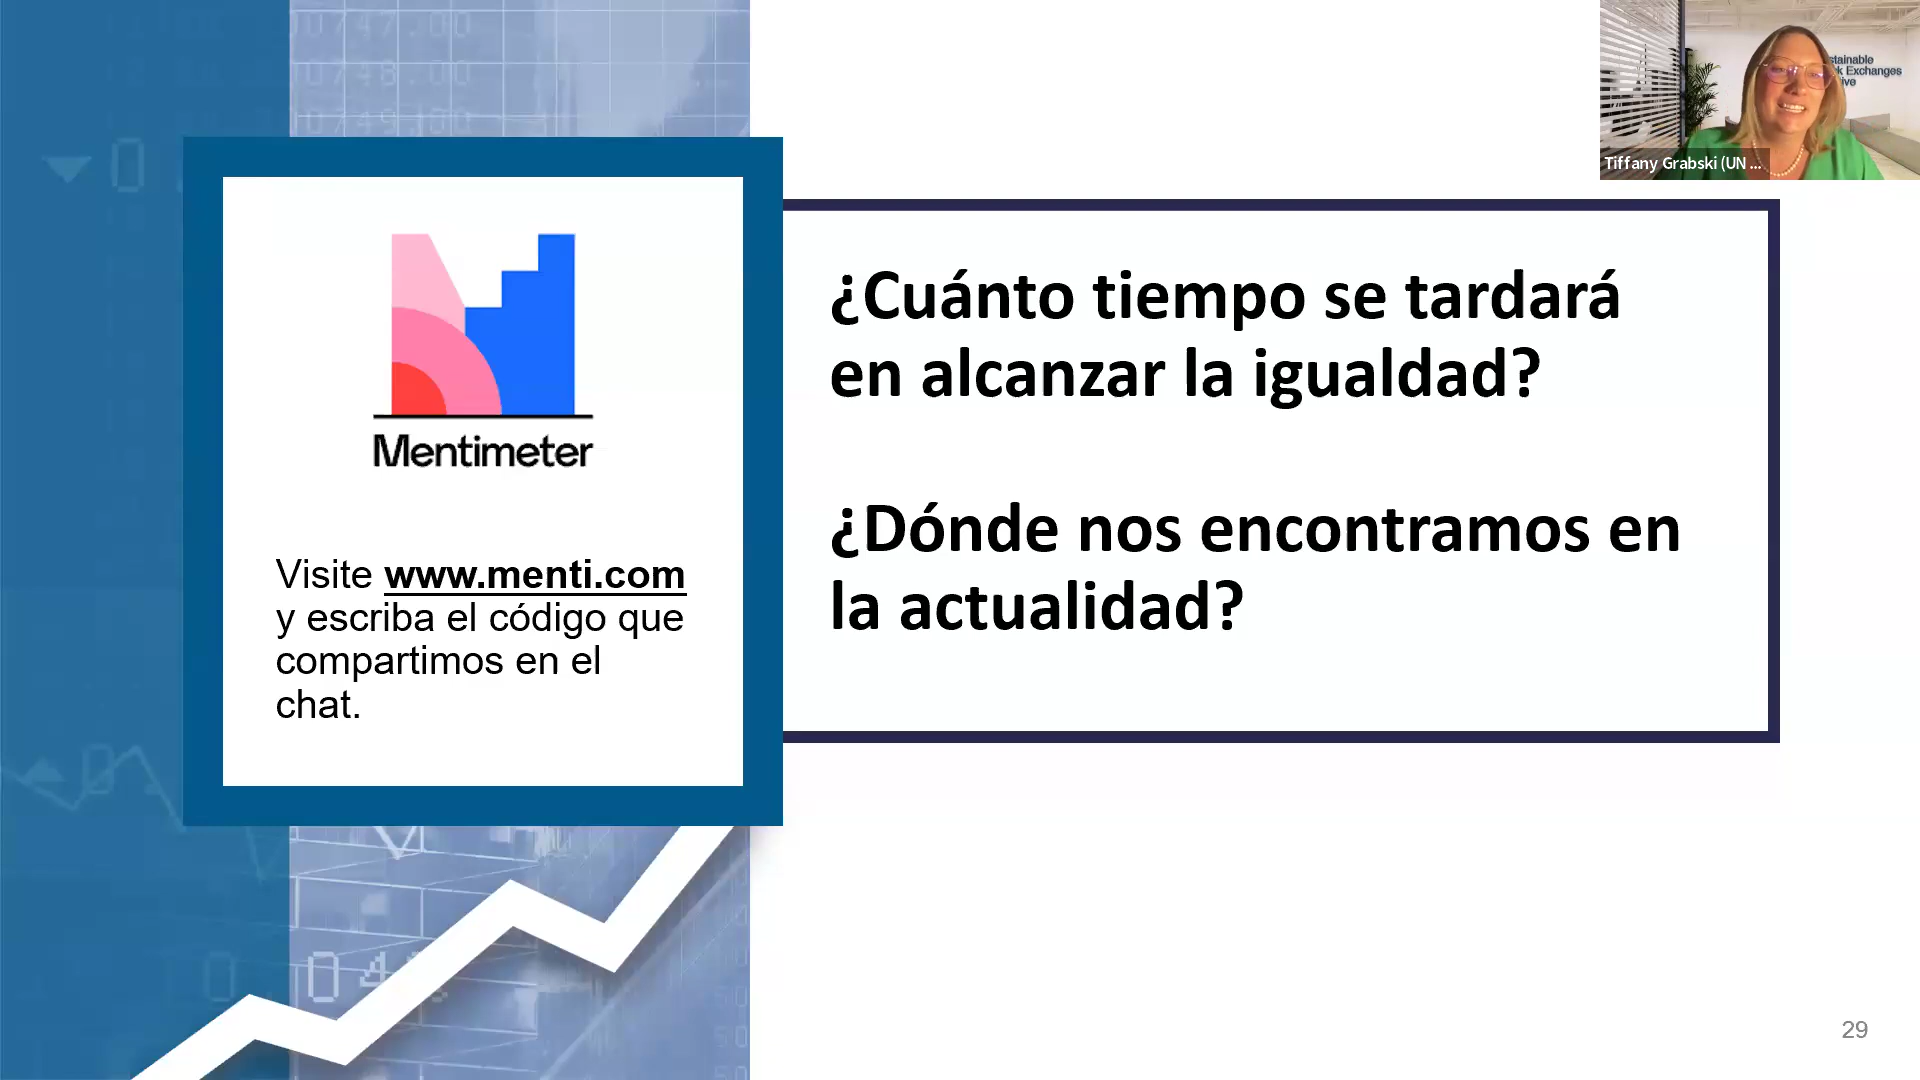 Mentimeter
Visite www.menti.com
y escriba el código que
compartimos en el
chat.
¿Cuánto tiempo se tardará
en alcanzar la igualdad?
¿Dónde nos encontramos en
la actualidad?
Tiffany Grabski (UN ...
29